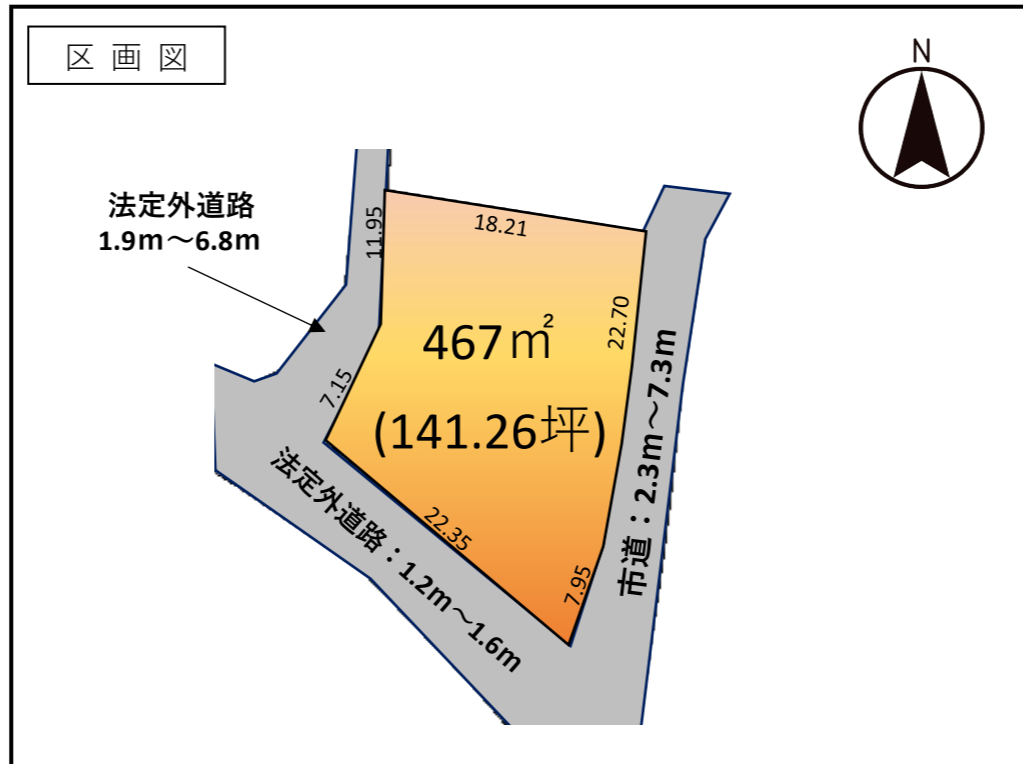 区画図
N
法定外道路
1.9m～6.8m
11.95
18.21
22.70
467㎡
(141.26坪)
7.15
市道：2.3m～7.3m
法定外道路：1.2m～1.6m
22.35
7.95